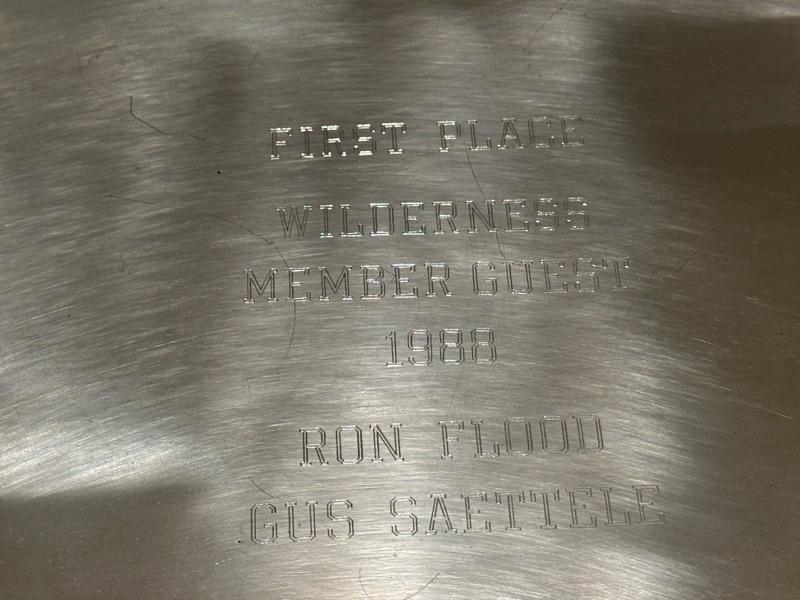 FIRST PLACE
WILDERNESS
MEMBER GUEST
1988
RON FLOOD
GUS SAETTELE